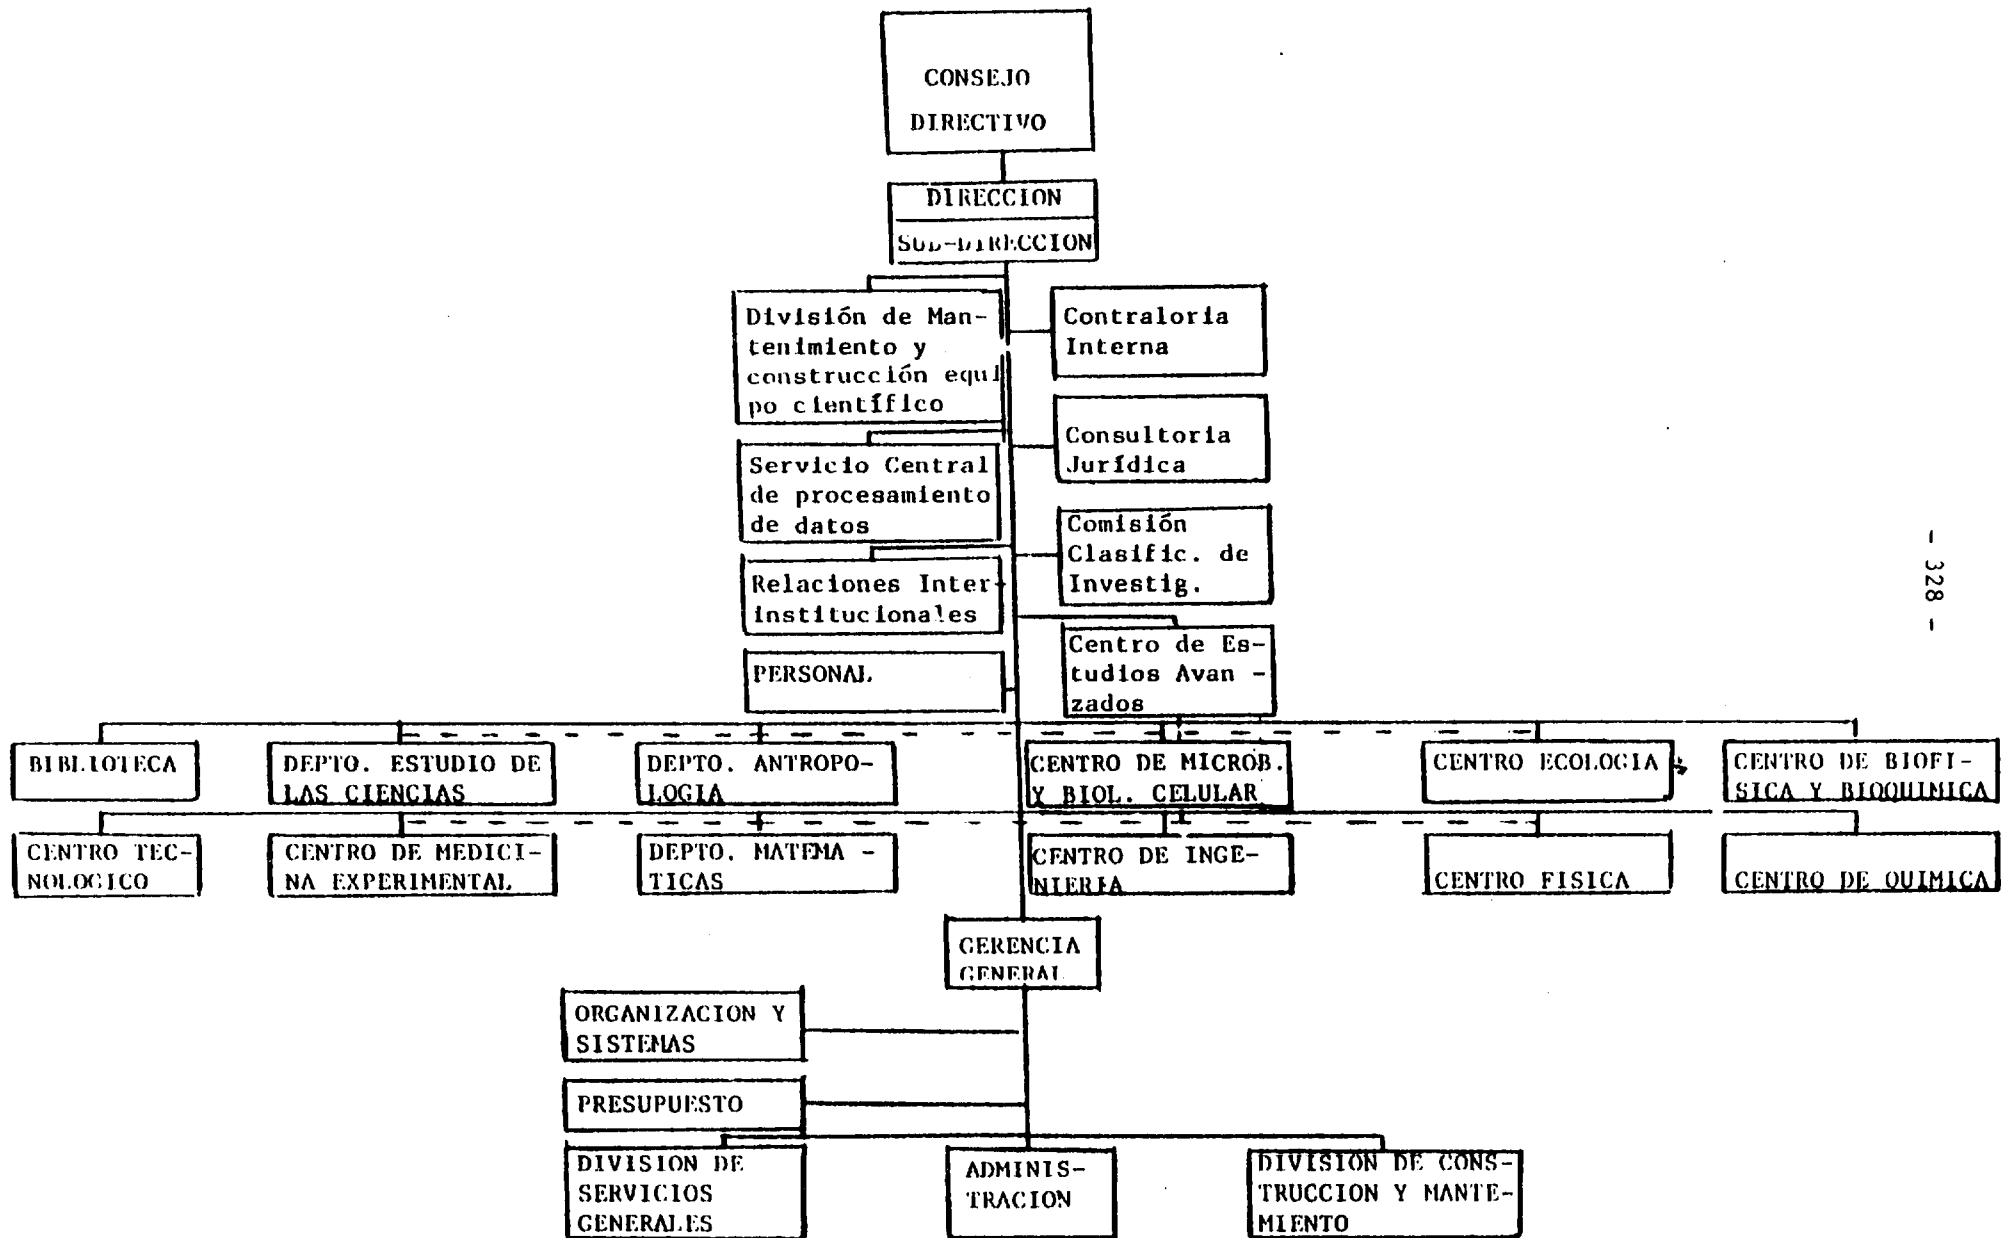 CONSEJO
DIRECTIVO
DIRECCION
SUB-DIRECCION
División de Man-
tenimiento y
construcción equi
po científico
Contraloria
Interna
Servicio Central
de procesamiento
de datos
Consultoria
Jurídica
Relaciones Inter-
institucionales
Comisión
Clasific. de
Investig.
PERSONAL
Centro de Es-
tudios Avan -
zados
- 328 -
BIBLIOTECA
DEPTO. ESTUDIO DE
LAS CIENCIAS
DEPTO. ANTROPO-
LOGIA
CENTRO DE MICROB.
Y BIOL. CELULAR
CENTRO ECOLOGIA
CENTRO DE BIOFI-
SICA Y BIOQUIMICA
CENTRO TEC-
NOLOGICO
CENTRO DE MEDICI-
NA EXPERIMENTAL
DEPTO. MATEMA -
TICAS
CENTRO DE INGE-
NIERIA
CENTRO FISICA
CENTRO DE QUIMICA
GERENCIA
GENERAL
ORGANIZACION Y
SISTEMAS
PRESUPUESTO
DIVISION DE
SERVICIOS
GENERALES
ADMINIS-
TRACION
DIVISION DE CONS-
TRUCCION Y MANTE-
MIENTO